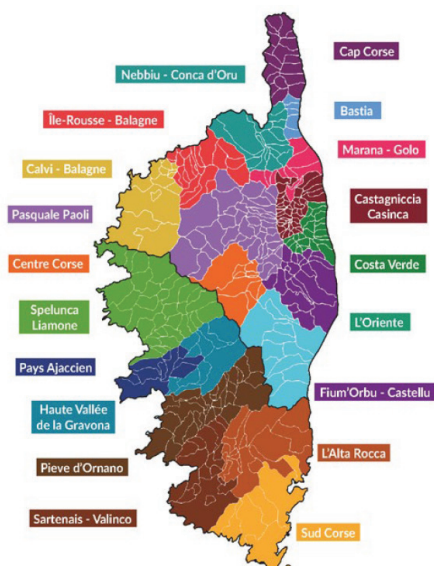 Cap Corse
Nebbiu - Conca d'Oru
Bastia
Île-Rousse - Balagne
Marana - Golo
Calvi - Balagne
Castagniccia
Casinca
Pasquale Paoli
Centre Corse
Costa Verde
Spelunca
Liamone
L'Oriente
Pays Ajaccien
Fium'Orbu - Castellu
Haute Vallée
de la Gravona
L'Alta Rocca
Pieve d'Ornano
Sartenais - Valinco
Sud Corse